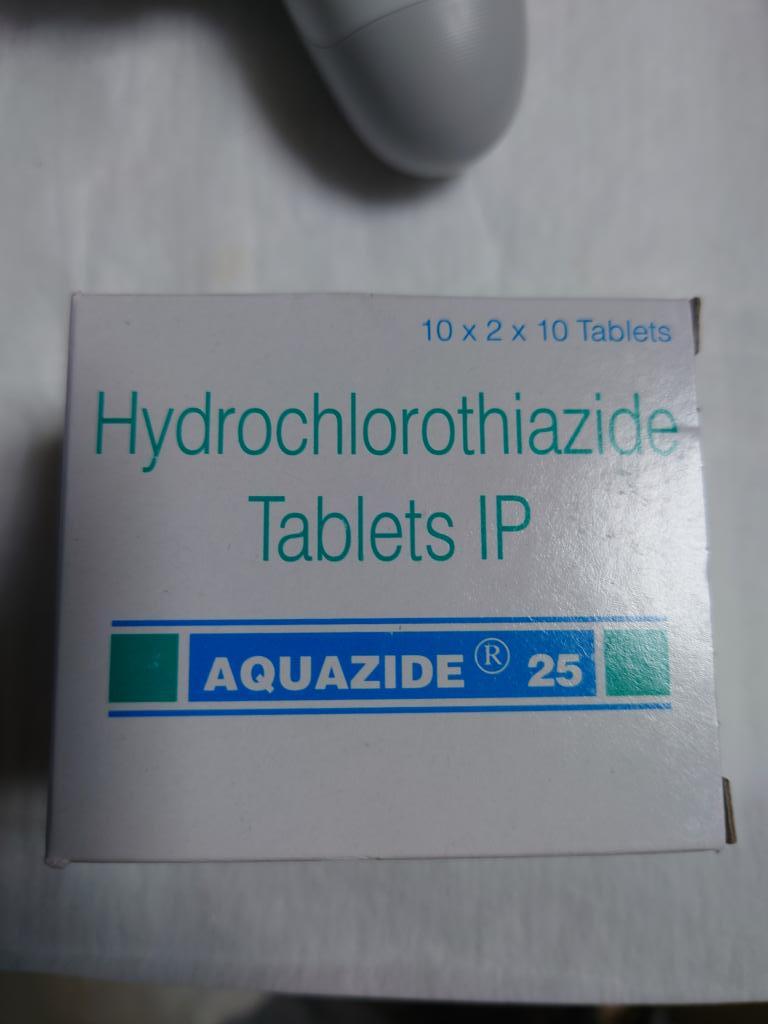 10 x 2 x 10 Tablets
Hydrochlorothiazide
Tablets IP
AQUAZIDE ® 25